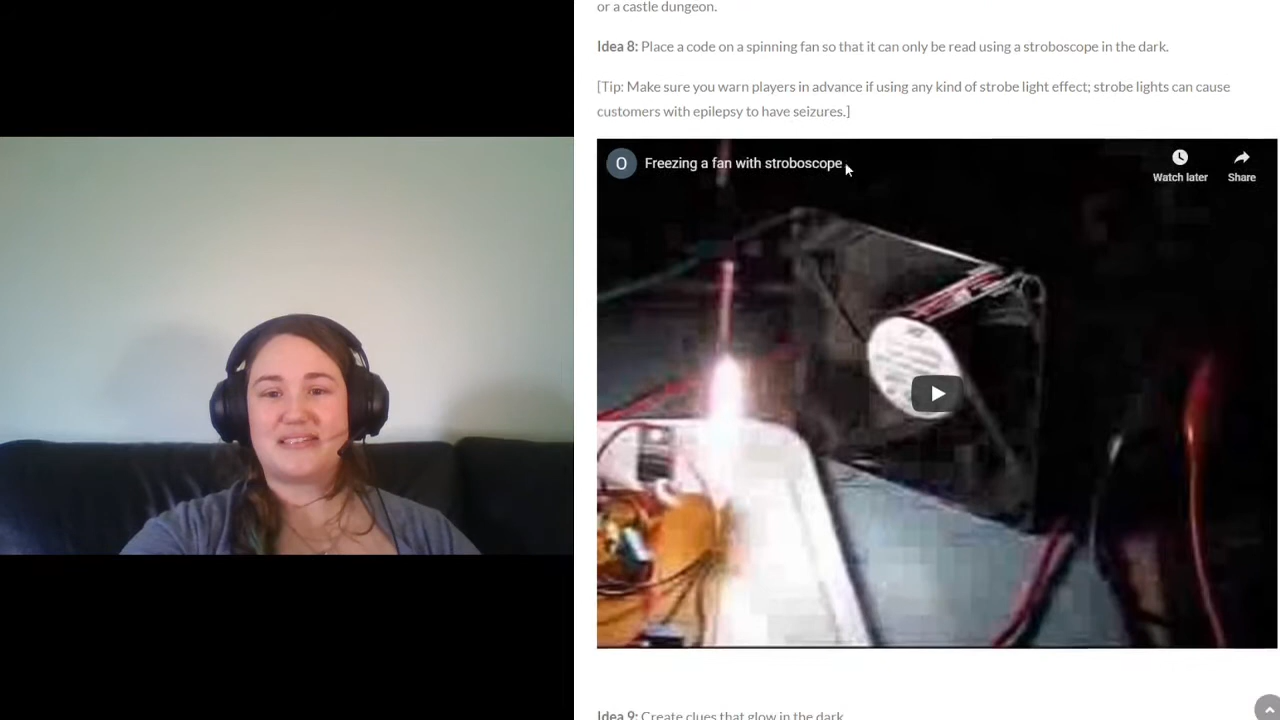 or a castle dungeon.
Idea 8: Place a code on a spinning fan so that it can only be read using a stroboscope in the dark.
[Tip: Make sure you warn players in advance if using any kind of strobe light effect; strobe lights can cause
customers with epilepsy to have seizures.]
O Freezing a fan with stroboscope
Watch later Share
Idea 9: Create clues that glow in the dark